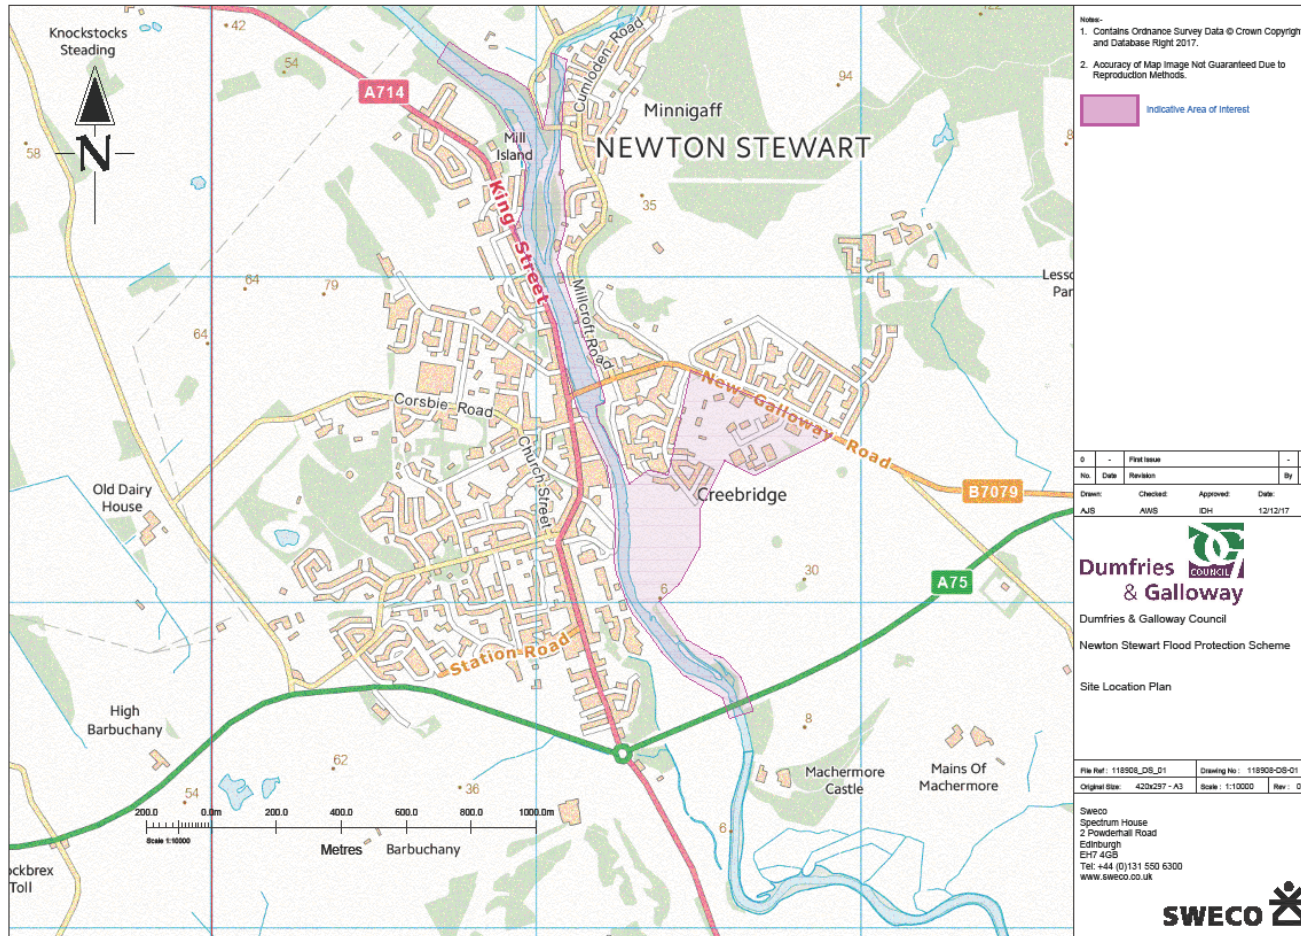 Knockstocks
Steading
42
54
A714
58
N
Mill
Island
Cumloden Road
122
94
Minnigaff
NEWTON STEWART
35
King Street
64
79
64
Millcroft Road
Corsbie Road
Church Street
New Galloway Road
Creebridge
B7079
Old Dairy
House
A75
30
6
Station Road
High
Barbuchany
62
54
36
8
Machermore
Castle
Mains Of
Machermore
6
200.0 0.0m 200.0 400.0 600.0 800.0 1000.0m
Scale 1:10000
Metres
Barbuchany
ockbrex
Toll
Lesso
Par
8
Notes:-
1. Contains Ordnance Survey Data © Crown Copyright
and Database Right 2017.
2. Accuracy of Map Image Not Guaranteed Due to
Reproduction Methods.
Indicative Area of Interest
0 - First Issue -
No. Date Revision By
Drawn: Checked: Approved: Date:
AJS AWS IDH 12/12/17
Dumfries
COUNCIL
& Galloway
Dumfries & Galloway Council
Newton Stewart Flood Protection Scheme
Site Location Plan
File Ref : 118908_DS_01 Drawing No : 118908-DS-01
Original Size: 420x297 - A3 Scale : 1:10000 Rev : 0
Sweco
Spectrum House
2 Powderhall Road
Edinburgh
EH7 4GB
Tel: +44 (0)131 550 6300
www.sweco.co.uk
SWECO